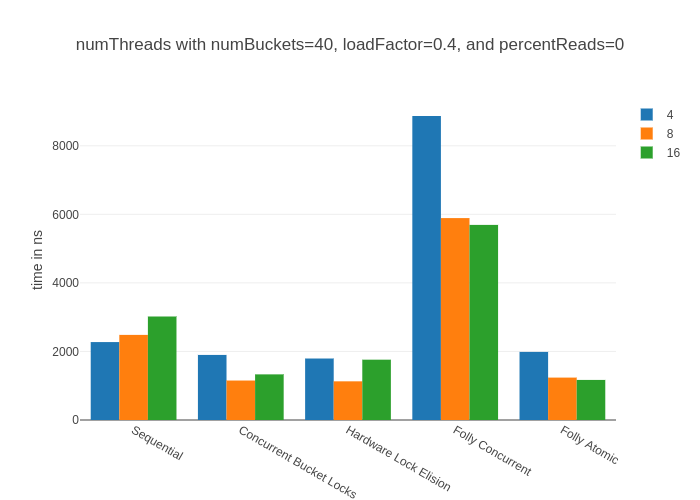 numThreads with numBuckets=40, loadFactor=0.4, and percentReads=0
4
8
16
8000
6000
4000
2000
0
time in ns
Sequential
Concurrent Bucket Locks
Hardware Lock Elision
Folly Concurrent
Folly Atomic